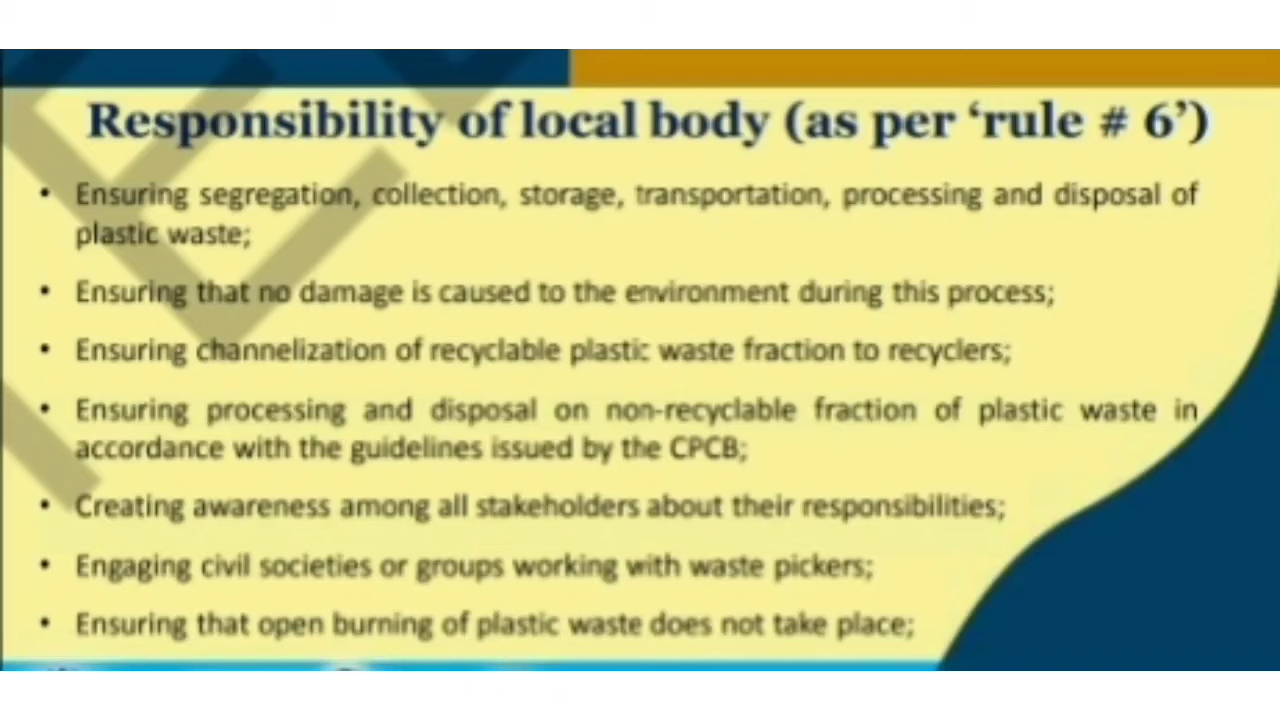 Responsibility of local body (as per ‘rule # 6’)
• Ensuring segregation, collection, storage, transportation, processing and disposal of
plastic waste;
• Ensuring that no damage is caused to the environment during this process;
• Ensuring channelization of recyclable plastic waste fraction to recyclers;
• Ensuring processing and disposal on non-recyclable fraction of plastic waste in
accordance with the guidelines issued by the CPCB;
• Creating awareness among all stakeholders about their responsibilities;
• Engaging civil societies or groups working with waste pickers;
• Ensuring that open burning of plastic waste does not take place;